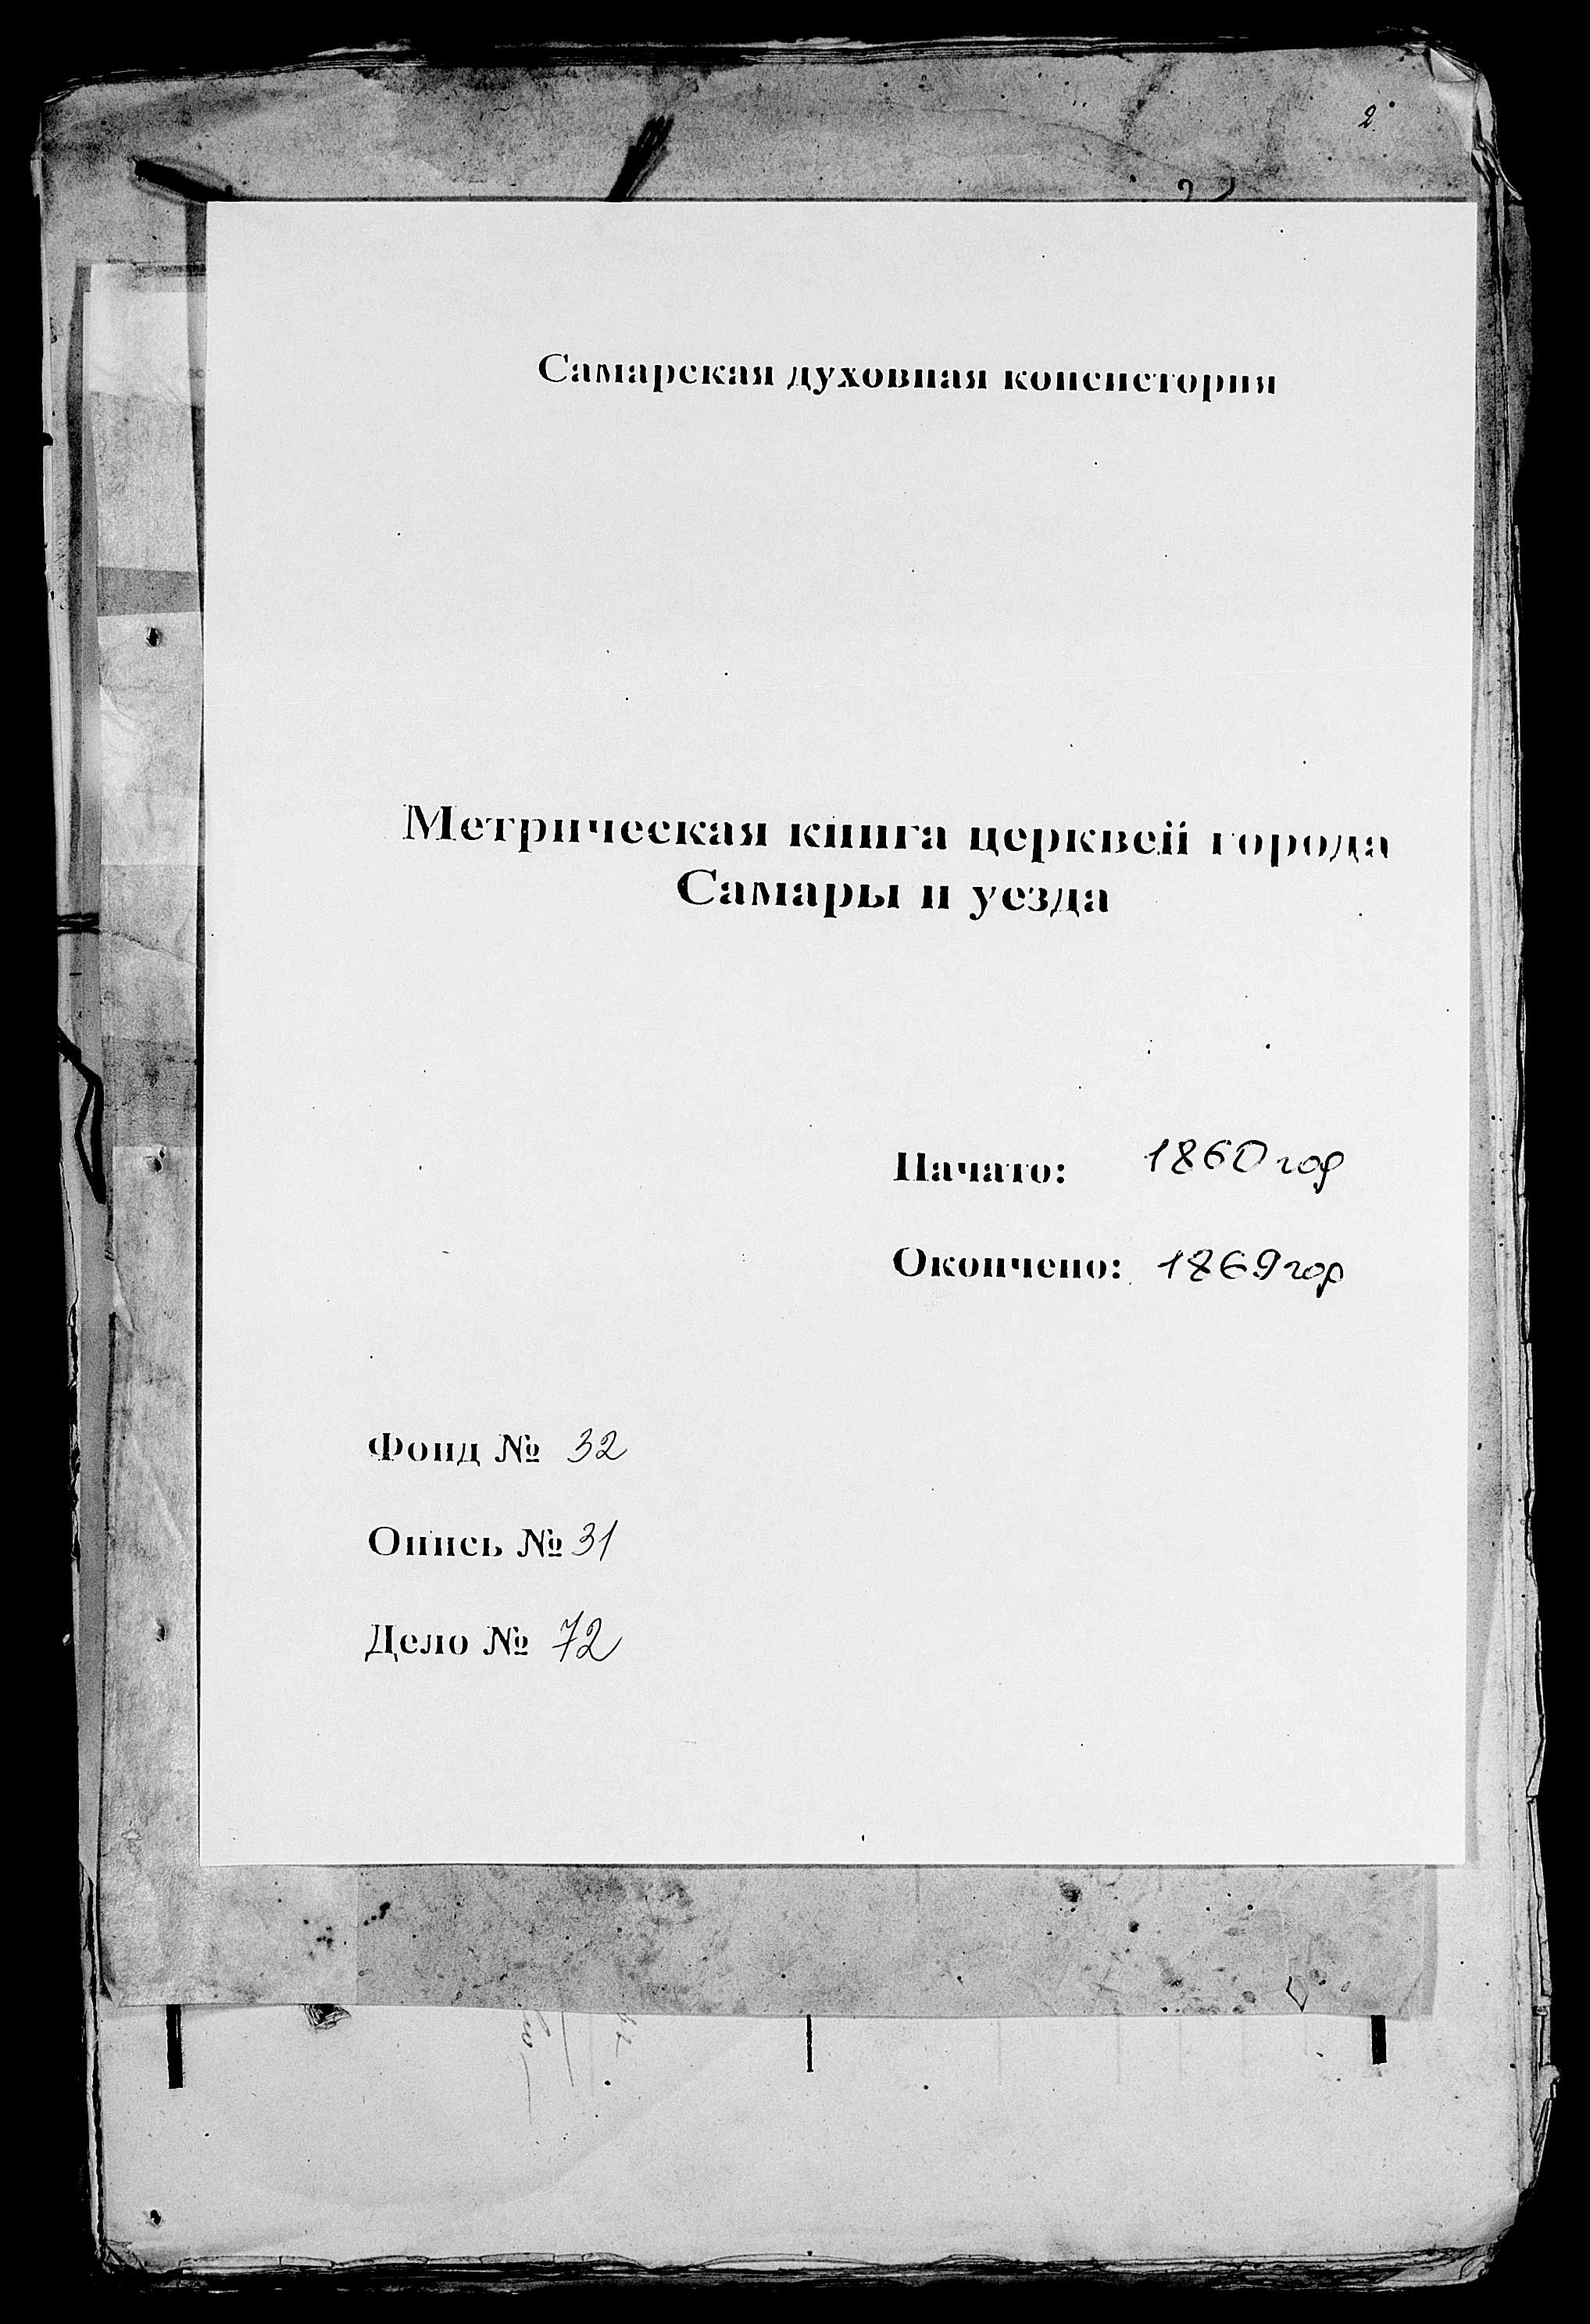 2.
Самарская духовная консистория
Метрическая книга церквей города
Самары и уезда
Начато: 1860 год
Окончено: 1869 год
Фонд № 32
Опись № 31
Дело № 72